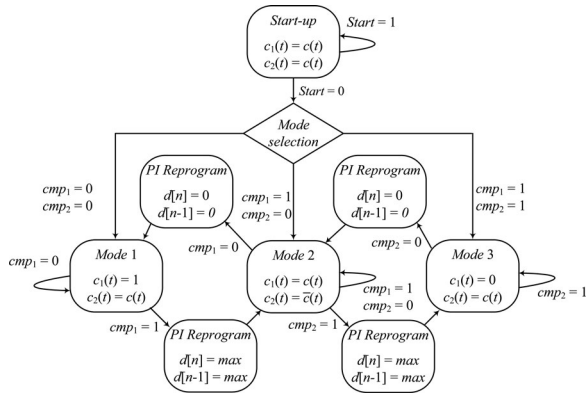 Start-up
c₁(t) = c(t)
c₂(t) = c(t)
Start = 1
Start = 0
Mode
selection
cmp₁ = 0
cmp₂ = 0
PI Reprogram
d[n] = 0
d[n-1] = 0
cmp₁ = 1
cmp₂ = 0
PI Reprogram
d[n] = 0
d[n-1] = 0
cmp₁ = 1
cmp₂ = 1
cmp₁ = 0
Mode 1
c₁(t) = 1
c₂(t) = c(t)
cmp₁ = 0
Mode 2
c₁(t) = c(t)
c₂(t) = c̅(t)
cmp₁ = 1
cmp₂ = 0
cmp₂ = 0
Mode 3
c₁(t) = 0
c₂(t) = c(t)
cmp₂ = 1
cmp₁ = 1
PI Reprogram
d[n] = max
d[n-1] = max
cmp₂ = 1
PI Reprogram
d[n] = max
d[n-1] = max